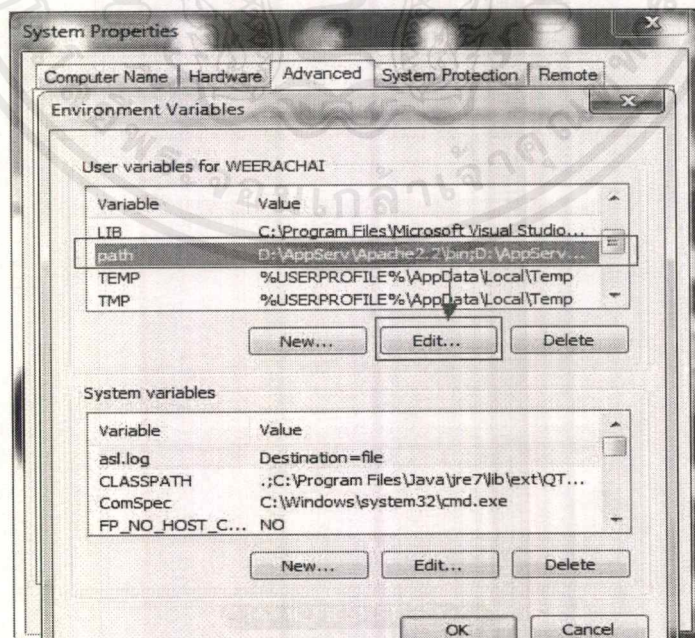 System Properties
Computer Name Hardware Advanced System Protection Remote
Environment Variables
User variables for WEERACHAI
Variable Value
LIB C:\Program Files\Microsoft Visual Studio...
path D:\AppServ\Apache2.2\bin;D:\AppServ...
TEMP %USERPROFILE%\AppData\Local\Temp
TMP %USERPROFILE%\AppData\Local\Temp
New... Edit... Delete
System variables
Variable Value
asl.log Destination=file
CLASSPATH .;C:\Program Files\Java\jre7\lib\ext\QT...
ComSpec C:\Windows\system32\cmd.exe
FP_NO_HOST_C... NO
New... Edit... Delete
OK Cancel